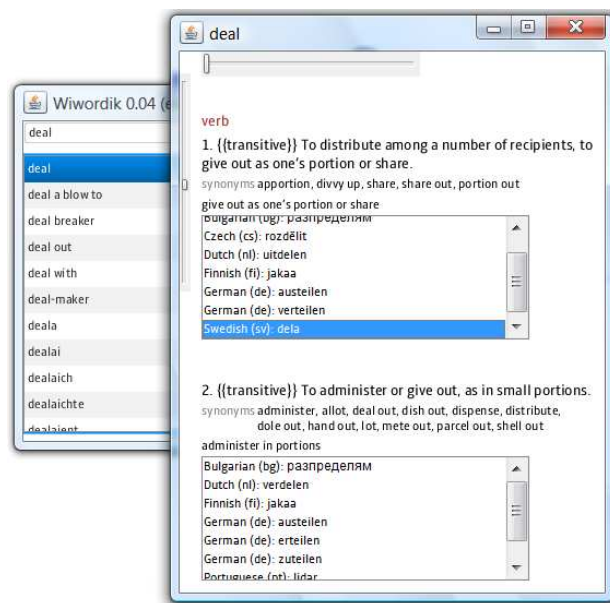 deal
verb
1. {{transitive}} To distribute among a number of recipients, to
give out as one's portion or share.
synonyms apportion, divvy up, share, share out, portion out
give out as one's portion or share
Bulgarian (bg): разпределям
Czech (cs): rozdělit
Dutch (nl): uitdelen
Finnish (fi): jakaa
German (de): austeilen
German (de): verteilen
Swedish (sv): dela
2. {{transitive}} To administer or give out, as in small portions.
synonyms administer, allot, deal out, dish out, dispense, distribute,
dole out, hand out, lot, mete out, parcel out, shell out
administer in portions
Bulgarian (bg): разпределям
Dutch (nl): verdelen
Finnish (fi): jakaa
German (de): austeilen
German (de): erteilen
German (de): zuteilen
Portuguese (pt): lidar
Wiwordik 0.04 (e
deal
deal
deal a blow to
deal breaker
deal out
deal with
deal-maker
deala
dealai
dealaich
dealaichte
dealaient